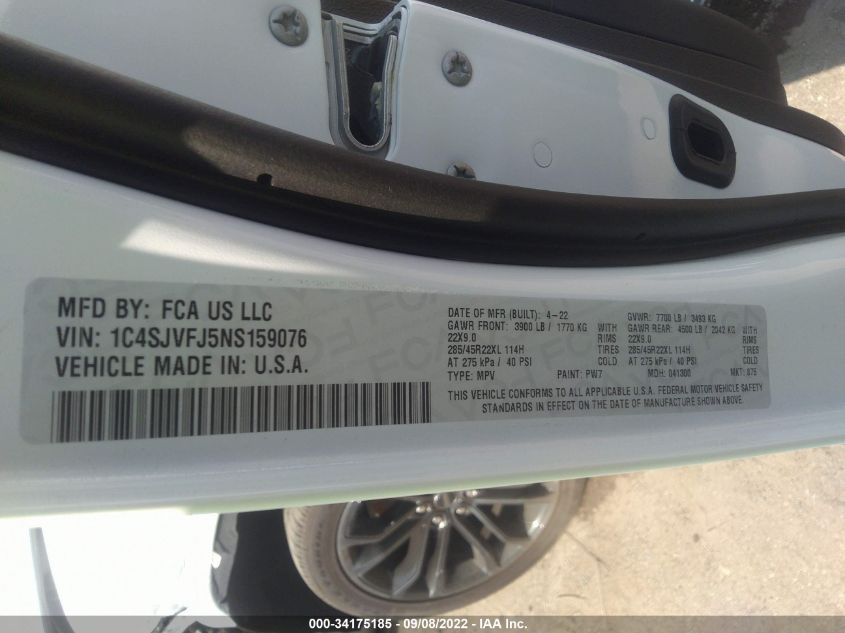 MFD BY: FCA US LLC
VIN: 1C4SJVFJ5NS159076
VEHICLE MADE IN: U.S.A.
DATE OF MFR (BUILT): 4-22 GVWR: 7700 LB / 3493 KG
GAWR FRONT: 3900 LB / 1770 KG WITH GAWR REAR: 4500 LB / 2042 KG WITH
22X9.0 RIMS 22X9.0 RIMS
285/45R22XL 114H TIRES 285/45R22XL 114H TIRES
AT 275 kPa / 40 PSI COLD AT 275 kPa / 40 PSI COLD
TYPE: MPV PAINT: PW7 MDH: 041300 MKT: 875
THIS VEHICLE CONFORMS TO ALL APPLICABLE U.S.A. FEDERAL MOTOR VEHICLE SAFETY
STANDARDS IN EFFECT ON THE DATE OF MANUFACTURE SHOWN ABOVE.
000-34175185 - 09/08/2022 - IAA Inc.